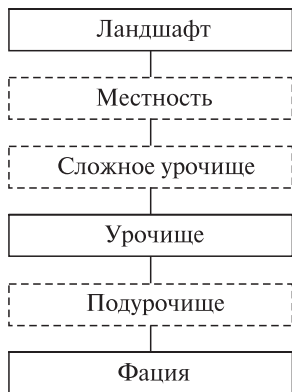 Ландшафт
Местность
Сложное урочище
Урочище
Подурочище
Фация